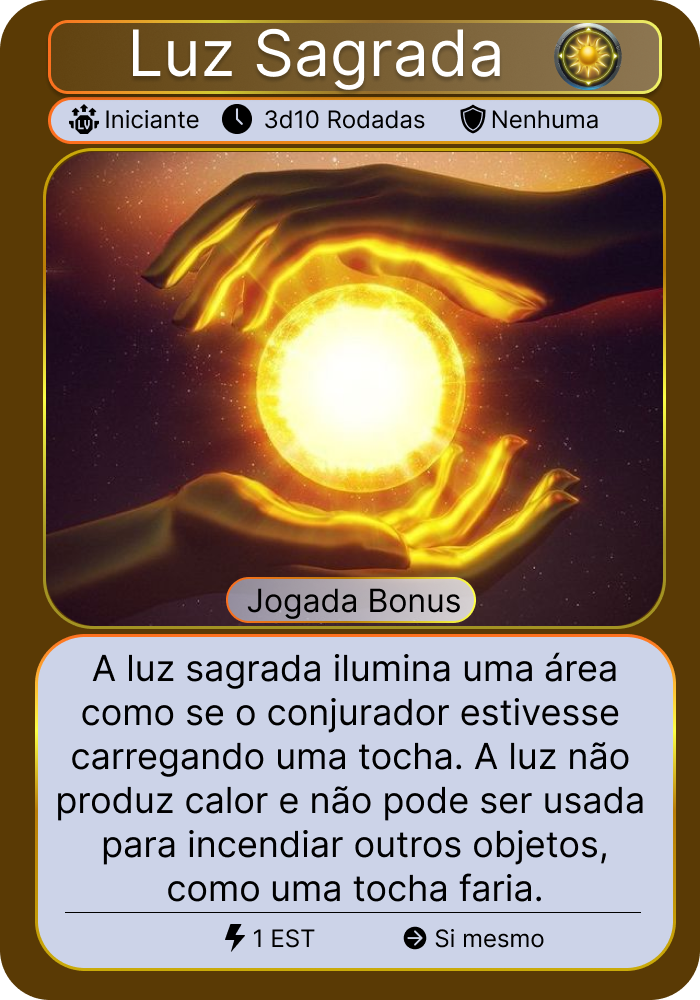 Luz Sagrada
LV Iniciante 3d10 Rodadas Nenhuma
Jogada Bonus
A luz sagrada ilumina uma área
como se o conjurador estivesse
carregando uma tocha. A luz não
produz calor e não pode ser usada
para incendiar outros objetos,
como uma tocha faria.
1 EST Si mesmo